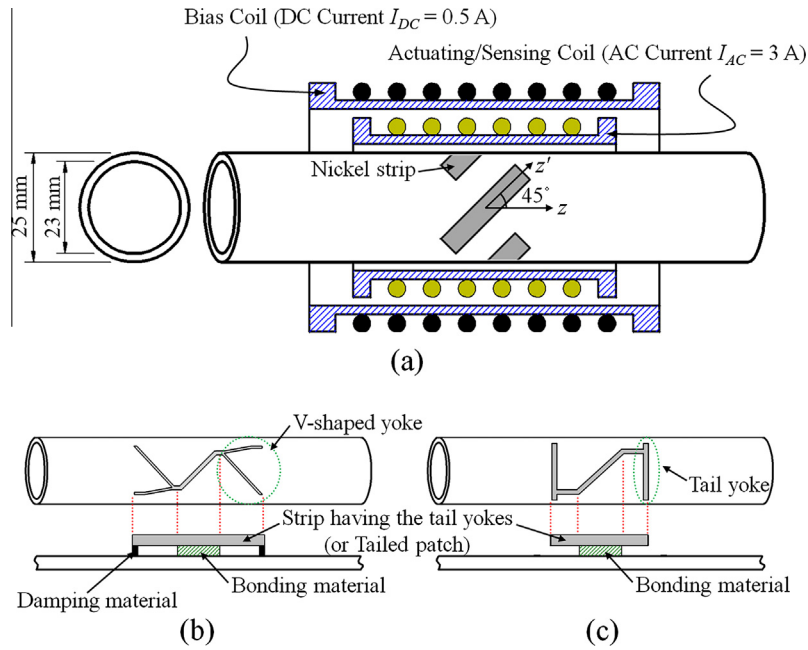 Bias Coil (DC Current I_DC = 0.5 A)
Actuating/Sensing Coil (AC Current I_AC = 3 A)
Nickel strip
z'
45°
z
25 mm
23 mm
(a)
V-shaped yoke
Tail yoke
Strip having the tail yokes
(or Tailed patch)
Damping material
Bonding material
Bonding material
(b)
(c)